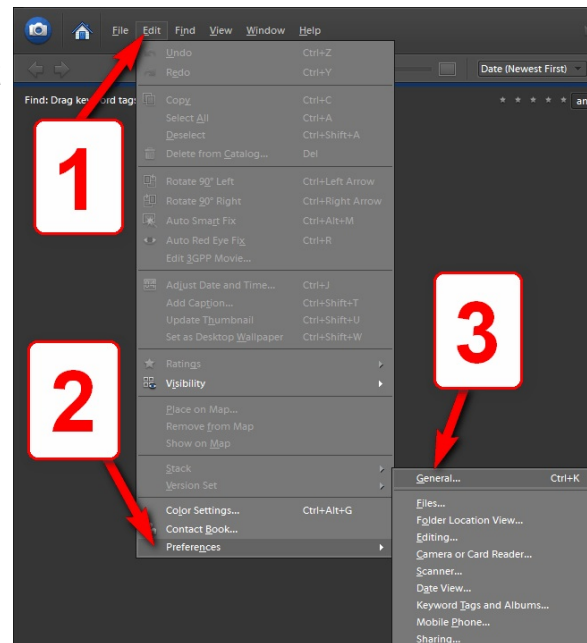 File Edit Find View Window Help
Date (Newest First)
Find: Drag keyword tags
Undo Ctrl+Z
Redo Ctrl+Y
Copy Ctrl+C
Select All Ctrl+A
Deselect Ctrl+Shift+A
Delete from Catalog... Del
Rotate 90° Left Ctrl+Left Arrow
Rotate 90° Right Ctrl+Right Arrow
Auto Smart Fix Ctrl+Alt+M
Auto Red Eye Fix Ctrl+R
Edit 3GPP Movie...
Adjust Date and Time... Ctrl+J
Add Caption... Ctrl+Shift+T
Update Thumbnail Ctrl+Shift+U
Set as Desktop Wallpaper Ctrl+Shift+W
Ratings
Visibility
Place on Map...
Remove from Map
Show on Map
Stack
Version Set
Color Settings... Ctrl+Alt+G
Contact Book...
Preferences
General... Ctrl+K
Files...
Folder Location View...
Editing...
Camera or Card Reader...
Scanner...
Date View...
Keyword Tags and Albums...
Mobile Phone...
Sharing...
1
2
3